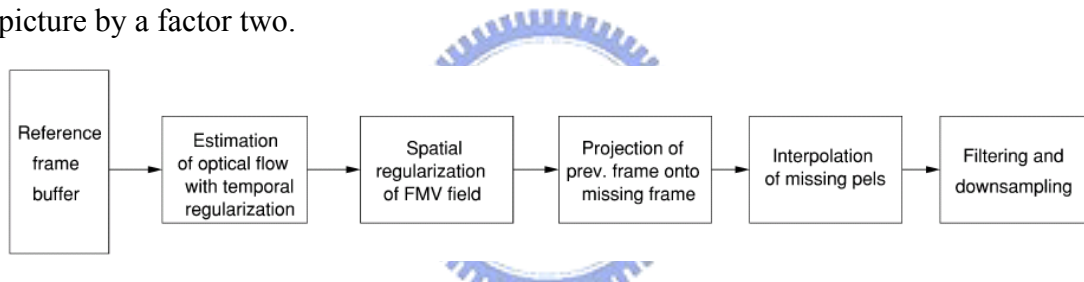 picture by a factor two.
Reference
frame
buffer
Estimation
of optical flow
with temporal
regularization
Spatial
regularization
of FMV field
Projection of
prev. frame onto
missing frame
Interpolation
of missing pels
Filtering and
downsampling